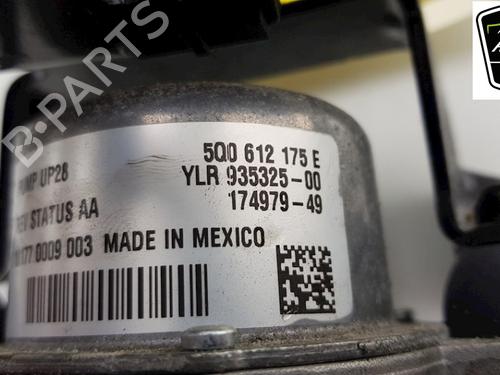 B-PARTS
5Q0 612 175 E
UP28
YLR 935325-00
STATUS AA
174979-49
0009 003 MADE IN MEXICO